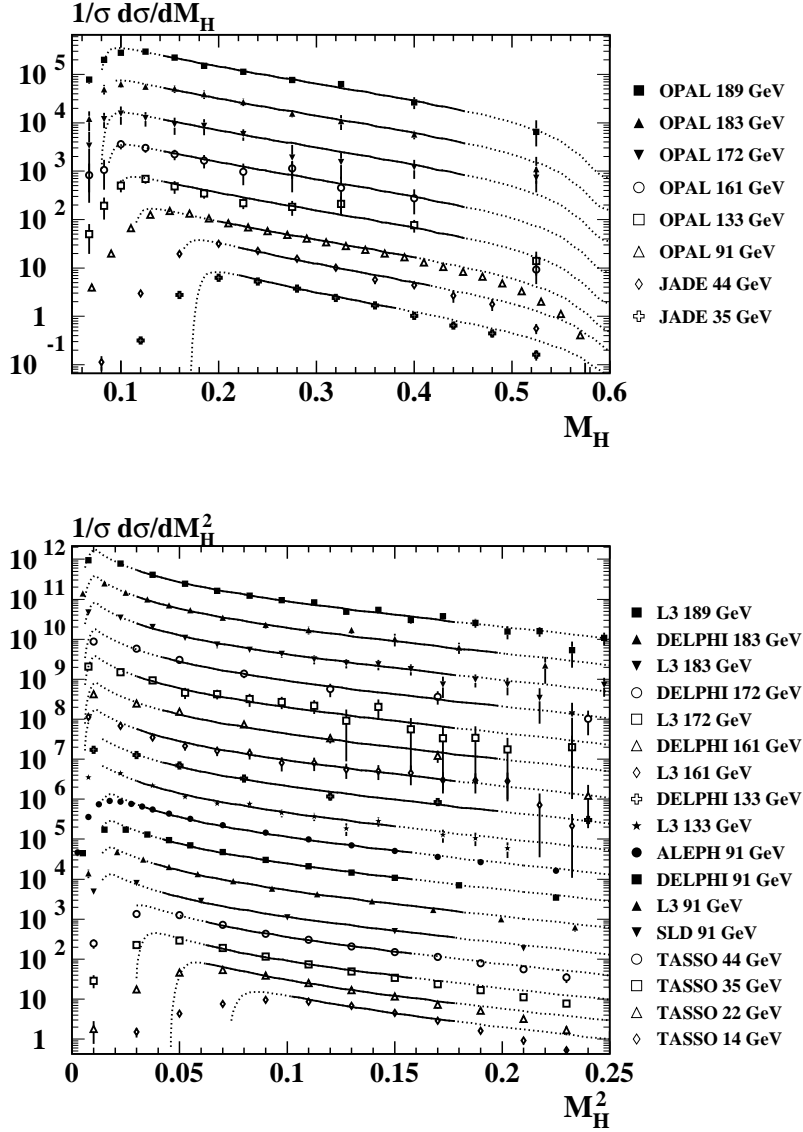 1/σ dσ/dM_H
10^5
10^4
10^3
10^2
10
1
10^-1
0.1 0.2 0.3 0.4 0.5 0.6
M_H
OPAL 189 GeV
OPAL 183 GeV
OPAL 172 GeV
OPAL 161 GeV
OPAL 133 GeV
OPAL 91 GeV
JADE 44 GeV
JADE 35 GeV
1/σ dσ/dM_H^2
10^12
10^11
10^10
10^9
10^8
10^7
10^6
10^5
10^4
10^3
10^2
10
1
0 0.05 0.1 0.15 0.2 0.25
M_H^2
L3 189 GeV
DELPHI 183 GeV
L3 183 GeV
DELPHI 172 GeV
L3 172 GeV
DELPHI 161 GeV
L3 161 GeV
DELPHI 133 GeV
L3 133 GeV
ALEPH 91 GeV
DELPHI 91 GeV
L3 91 GeV
SLD 91 GeV
TASSO 44 GeV
TASSO 35 GeV
TASSO 22 GeV
TASSO 14 GeV